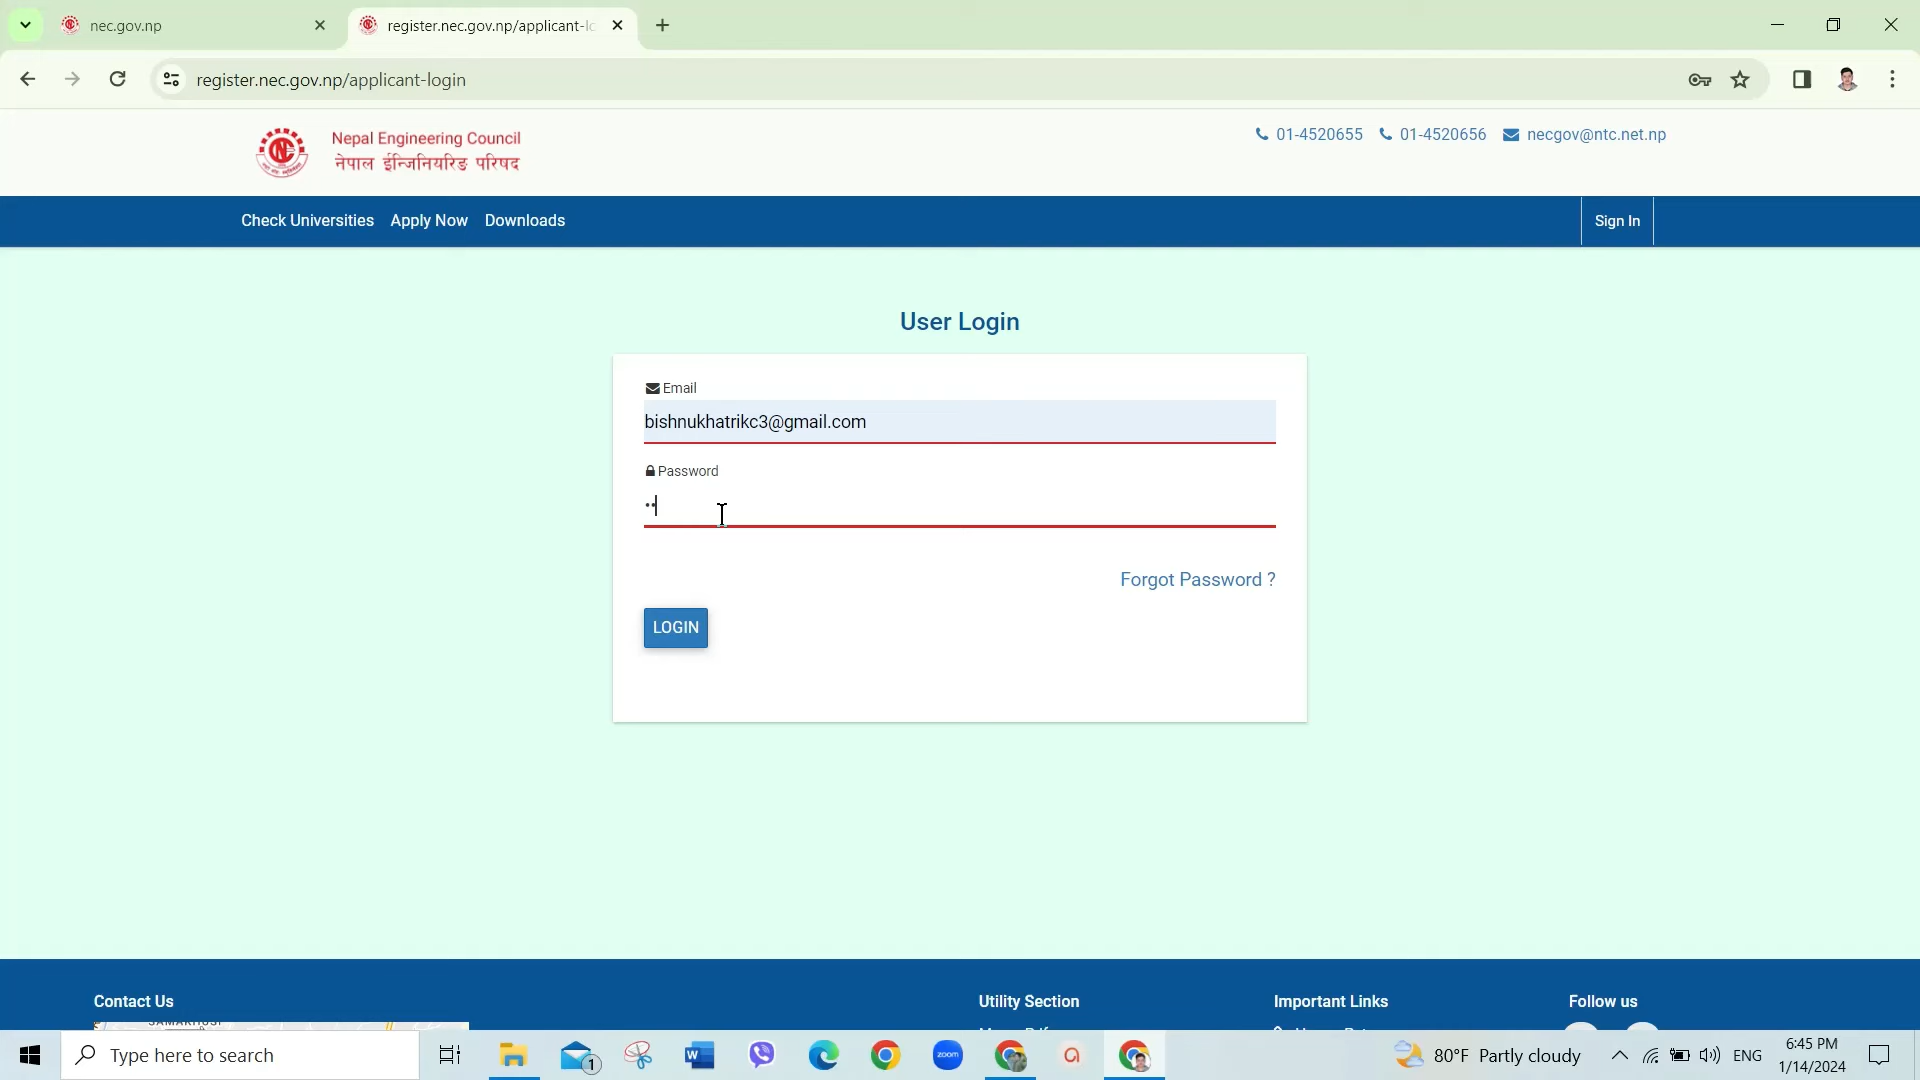 nec.gov.np
register.nec.gov.np/applicant-lo
register.nec.gov.np/applicant-login
Nepal Engineering Council
नेपाल ईन्जिनियरिङ परिषद
01-4520655 01-4520656 necgov@ntc.net.np
Check Universities Apply Now Downloads Sign In
User Login
Email
bishnukhatrikc3@gmail.com
Password
Forgot Password ?
LOGIN
Contact Us Utility Section Important Links Follow us
Type here to search
1
W
zoom
80°F Partly cloudy
ENG
6:45 PM
1/14/2024